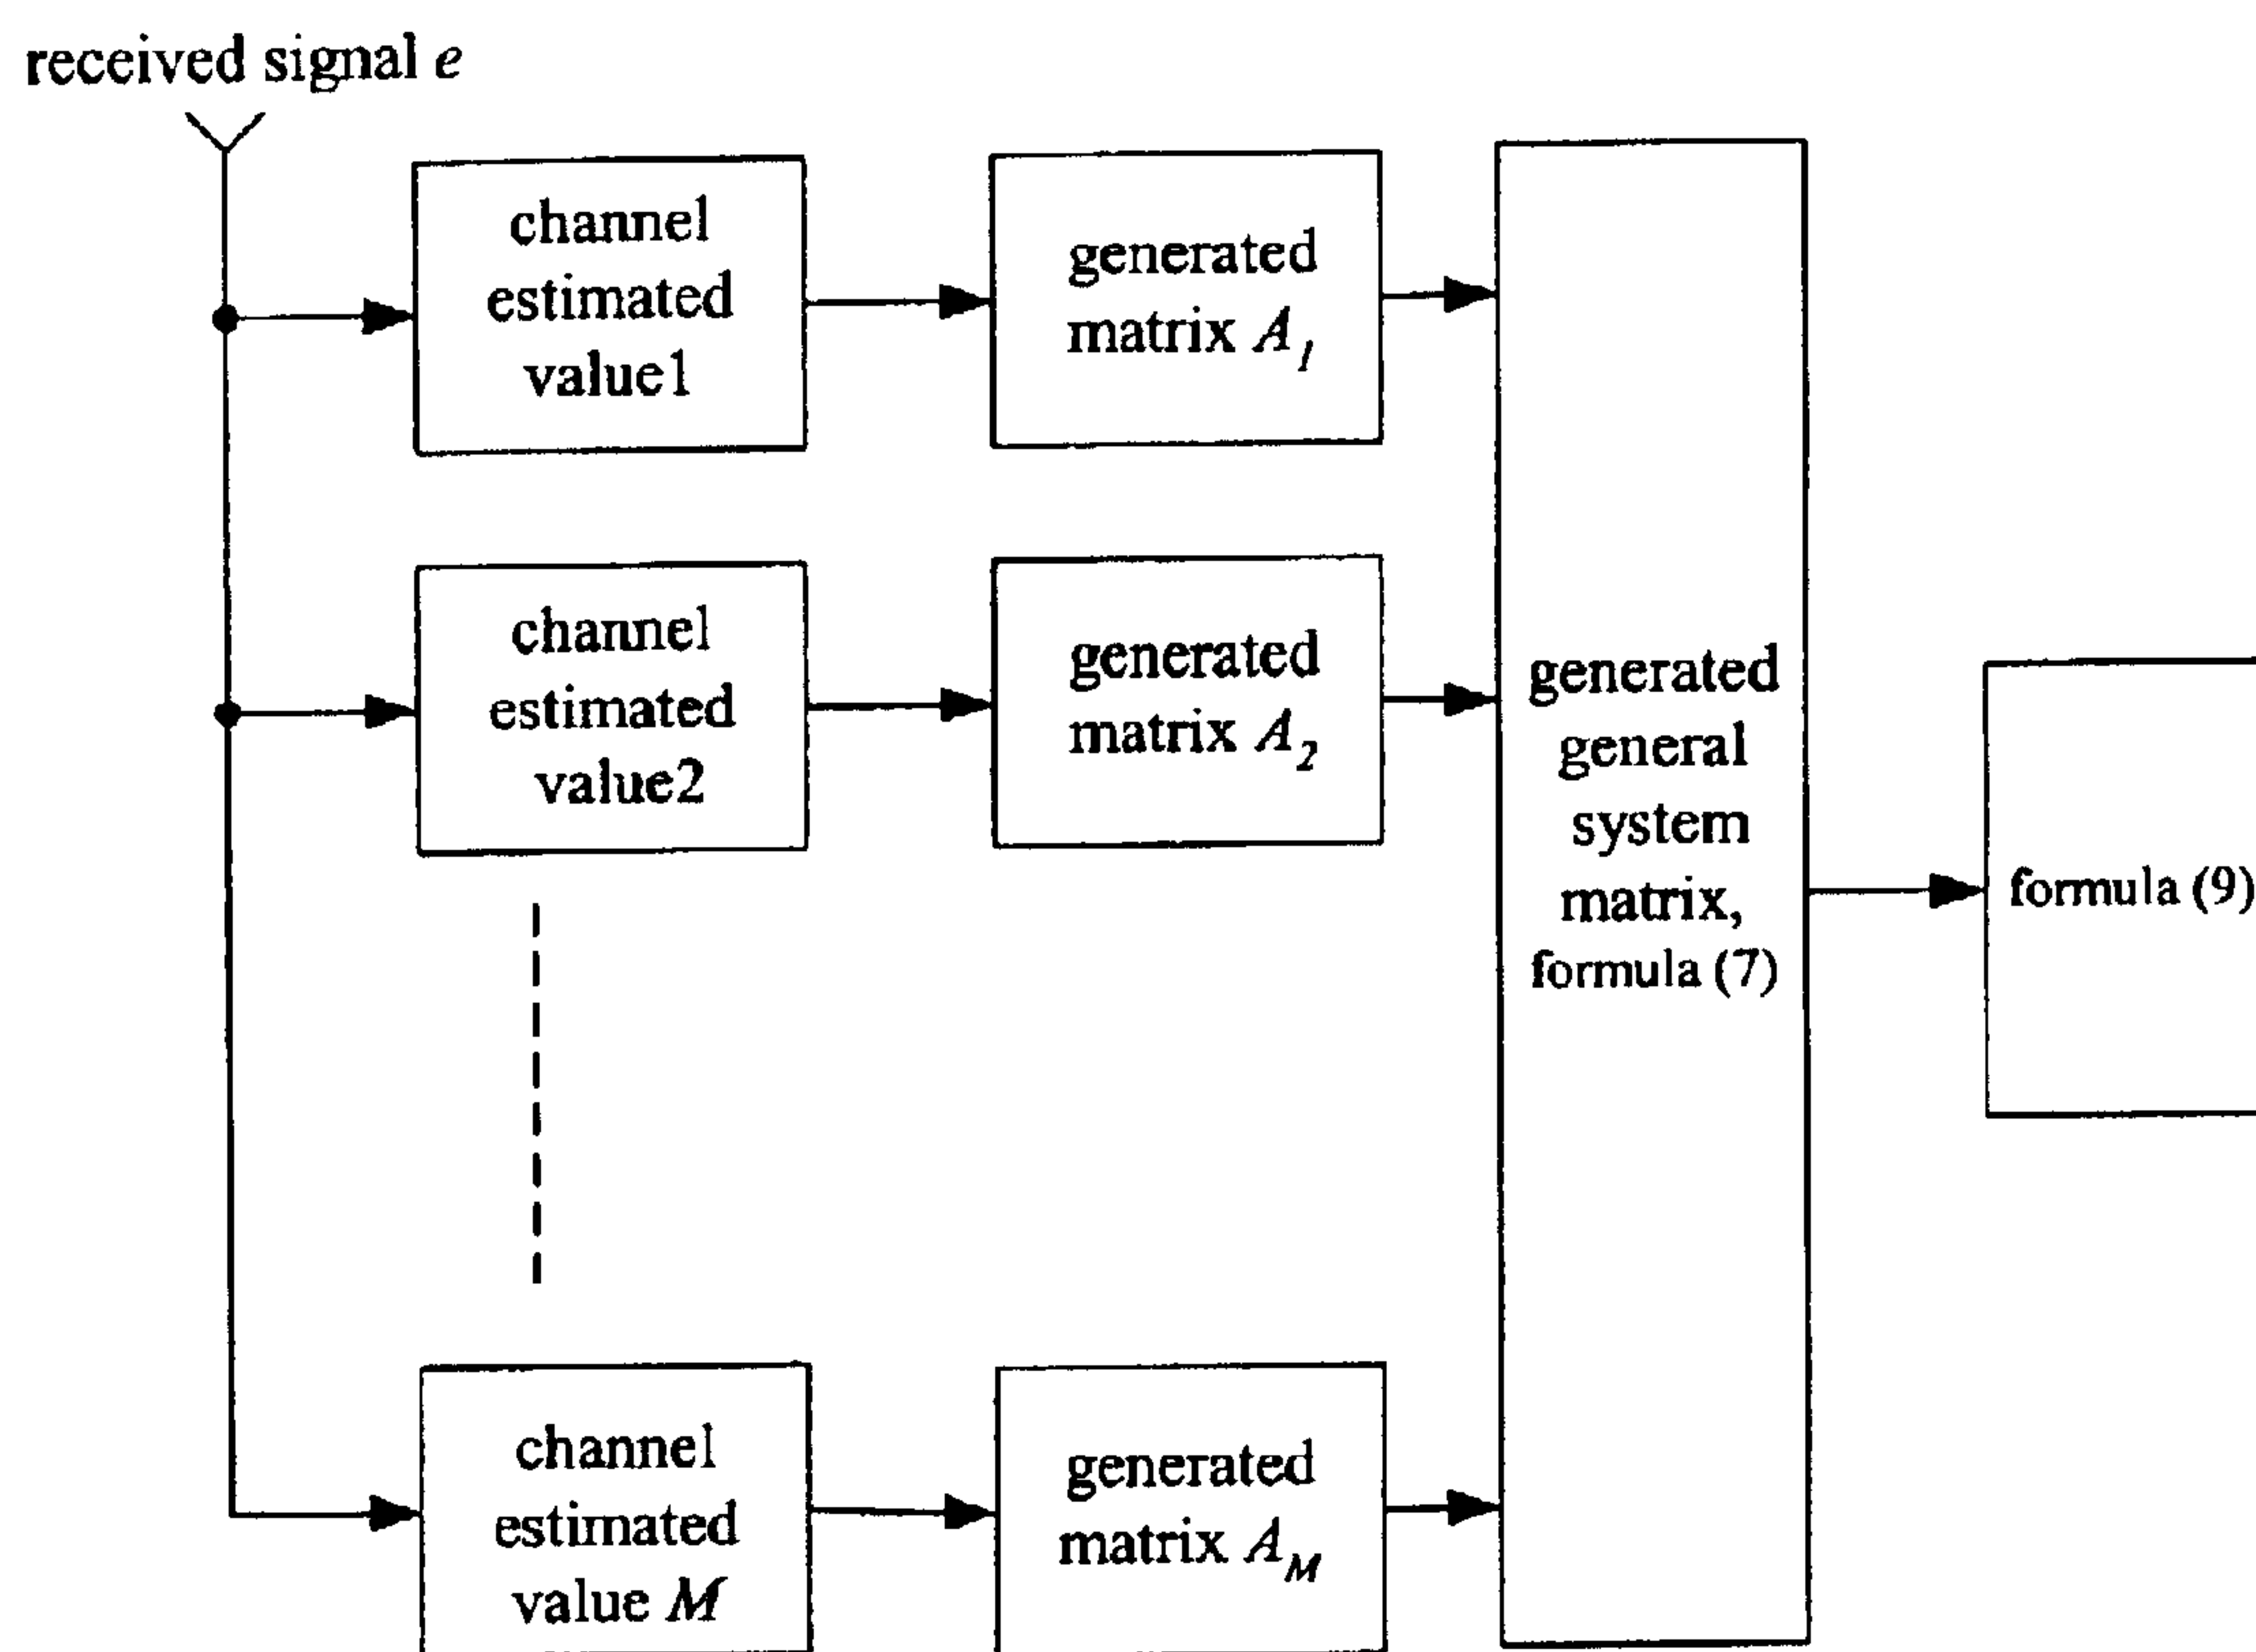 received signal e
channel
estimated
value1
generated
matrix A₁
channel
estimated
value2
generated
matrix A₂
generated
general
system
matrix,
formula (7)
formula (9)
channel
estimated
value M
generated
matrix A_M